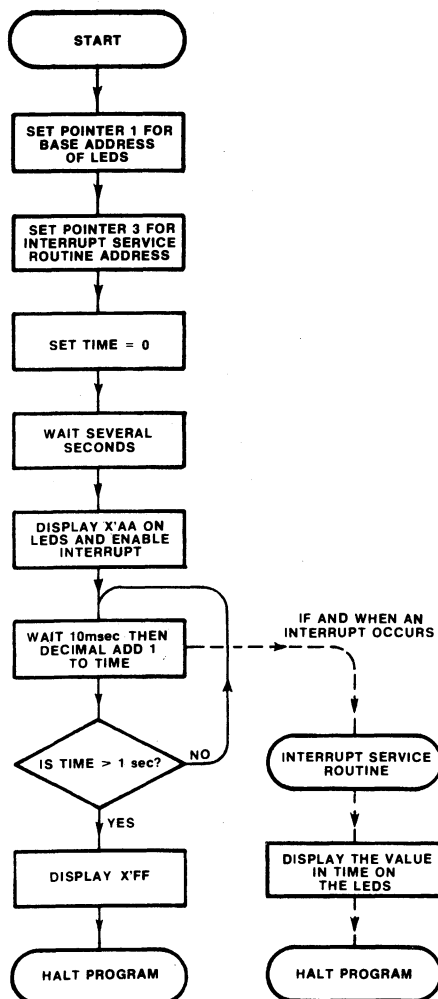 START
SET POINTER 1 FOR
BASE ADDRESS
OF LEDS
SET POINTER 3 FOR
INTERRUPT SERVICE
ROUTINE ADDRESS
SET TIME = 0
WAIT SEVERAL
SECONDS
DISPLAY X'AA ON
LEDS AND ENABLE
INTERRUPT
WAIT 10msec THEN
DECIMAL ADD 1
TO TIME
IF AND WHEN AN
INTERRUPT OCCURS
IS TIME > 1 sec?
NO
YES
DISPLAY X'FF
HALT PROGRAM
INTERRUPT SERVICE
ROUTINE
DISPLAY THE VALUE
IN TIME ON
THE LEDS
HALT PROGRAM